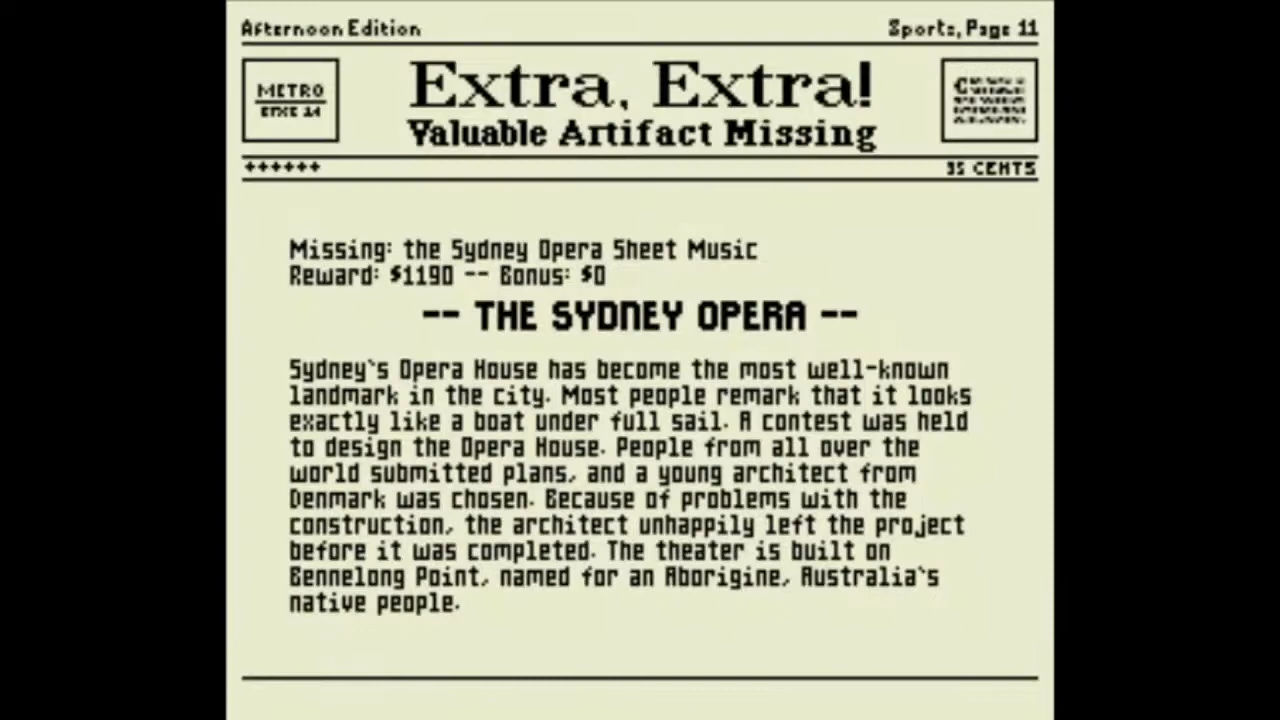 Afternoon Edition
Sports, Page 11
METRO
Extra, Extra!
Valuable Artifact Missing
++++++
35 CENTS
Missing: the Sydney Opera Sheet Music
Reward: $1190 -- Bonus: $0
-- THE SYDNEY OPERA --
Sydney's Opera House has become the most well-known
landmark in the city. Most people remark that it looks
exactly like a boat under full sail. A contest was held
to design the Opera House. People from all over the
world submitted plans, and a young architect from
Denmark was chosen. Because of problems with the
construction, the architect unhappily left the project
before it was completed. The theater is built on
Bennelong Point, named for an Aborigine, Australia's
native people.